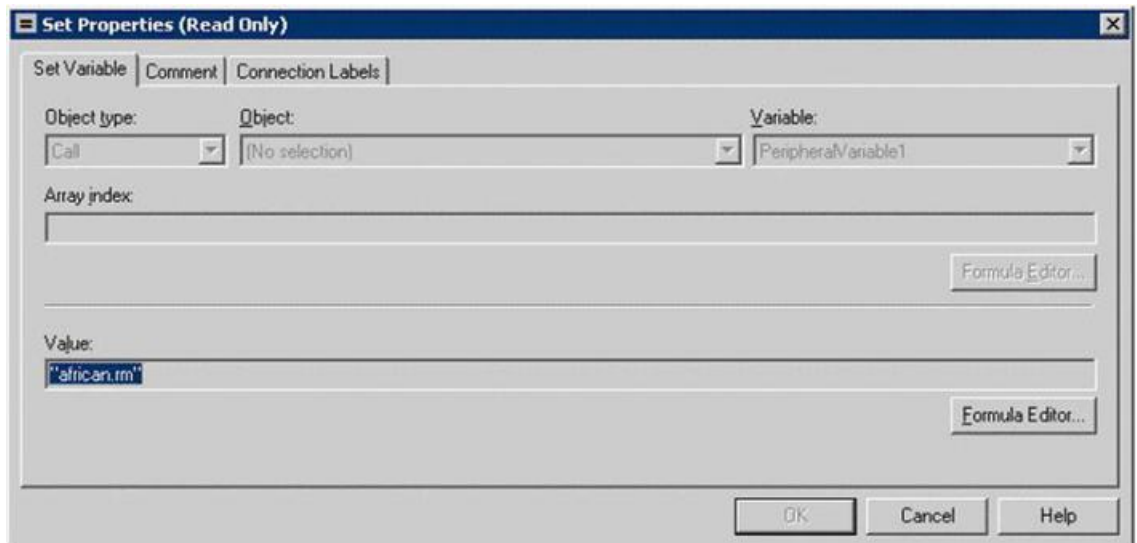 Set Properties (Read Only)
Set Variable Comment Connection Labels
Object type: Object: Variable:
Call (No selection) PeripheralVariable1
Array index:
Formula Editor...
Value:
"african.rm"
Formula Editor...
OK Cancel Help